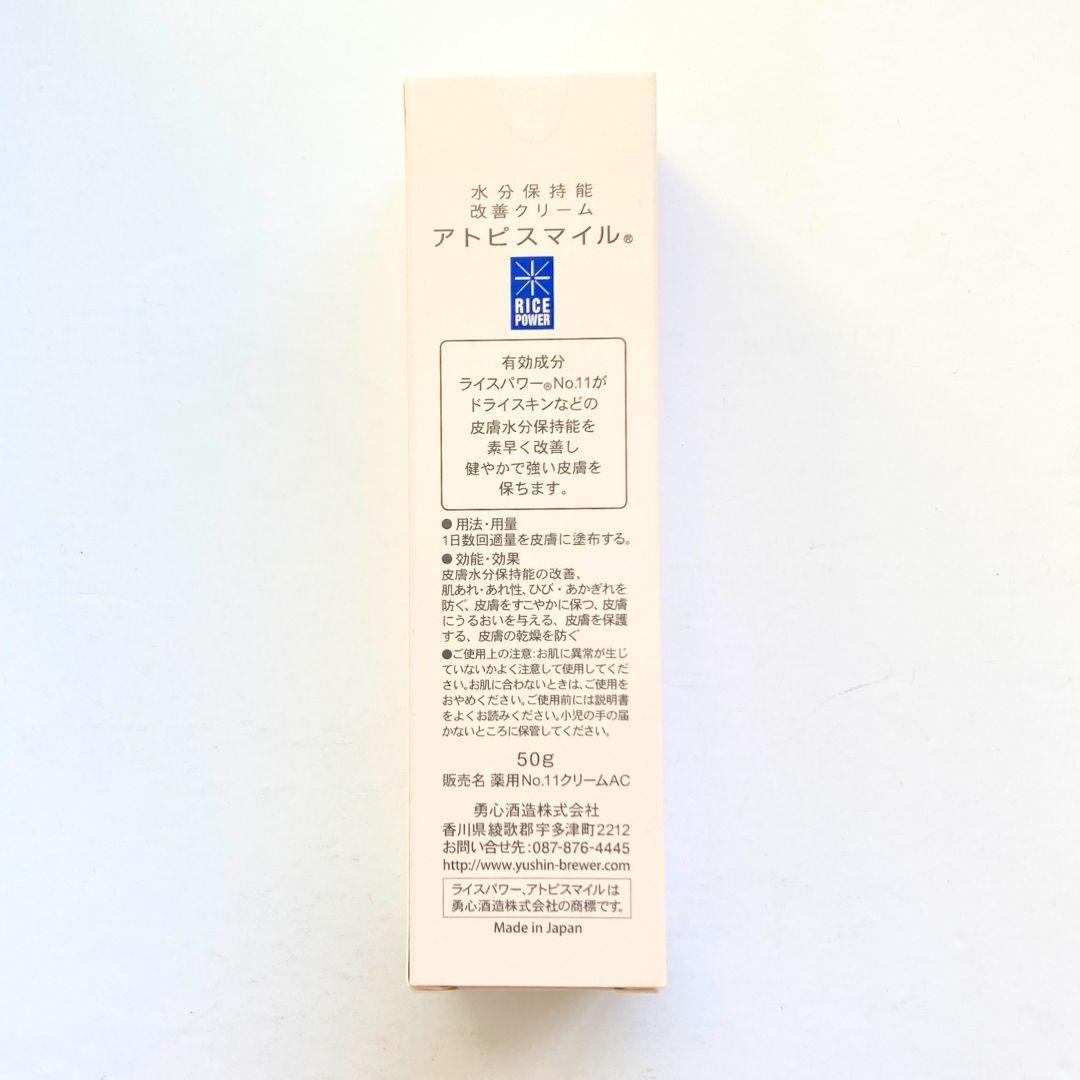 水分保持能
改善クリーム
アトピスマイル®
RICE
POWER
有効成分
ライスパワー®No.11が
ドライスキンなどの
皮膚水分保持能を
素早く改善し
健やかで強い皮膚を
保ちます。
●用法・用量
1日数回適量を皮膚に塗布する。
●効能・効果
皮膚水分保持能の改善、
肌あれ・あれ性、ひび・あかぎれを
防ぐ、皮膚をすこやかに保つ、皮膚
にうるおいを与える、皮膚を保護
する、皮膚の乾燥を防ぐ
●ご使用上の注意:お肌に異常が生じ
ていないかよく注意して使用してくだ
さい。お肌に合わないときは、ご使用を
おやめください。ご使用前には説明書
をよくお読みください。小児の手の届
かないところに保管してください。
50g
販売名 薬用No.11クリームAC
勇心酒造株式会社
香川県綾歌郡宇多津町2212
お問い合せ先:087-876-4445
http://www.yushin-brewer.com
ライスパワー、アトピスマイルは
勇心酒造株式会社の商標です。
Made in Japan